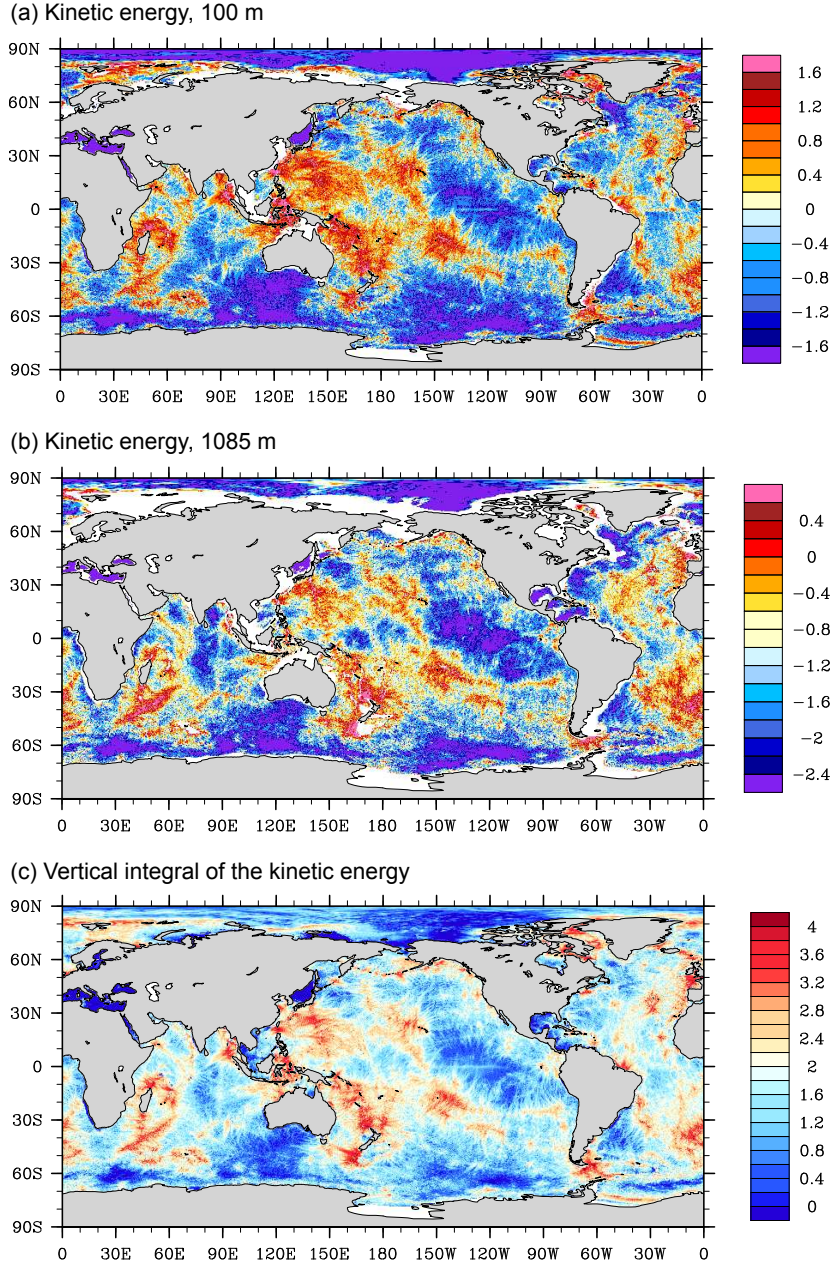 (a) Kinetic energy, 100 m
90N
60N
30N
0
30S
60S
90S
0 30E 60E 90E 120E 150E 180 150W 120W 90W 60W 30W 0
1.6
1.2
0.8
0.4
0
−0.4
−0.8
−1.2
−1.6
(b) Kinetic energy, 1085 m
90N
60N
30N
0
30S
60S
90S
0 30E 60E 90E 120E 150E 180 150W 120W 90W 60W 30W 0
0.4
0
−0.4
−0.8
−1.2
−1.6
−2
−2.4
(c) Vertical integral of the kinetic energy
90N
60N
30N
0
30S
60S
90S
0 30E 60E 90E 120E 150E 180 150W 120W 90W 60W 30W 0
4
3.6
3.2
2.8
2.4
2
1.6
1.2
0.8
0.4
0